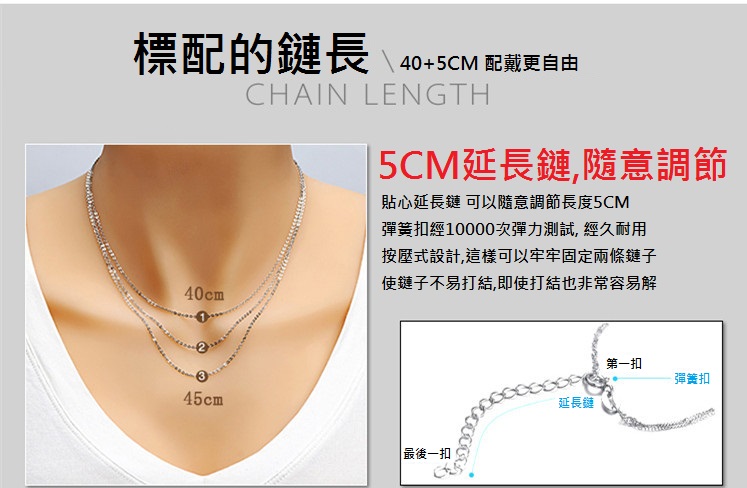 標配的鏈長 \ 40+5CM 配戴更自由
CHAIN LENGTH
5CM延長鏈,隨意調節
貼心延長鏈 可以隨意調節長度5CM
彈簧扣經10000次彈力測試, 經久耐用
按壓式設計,這樣可以牢牢固定兩條鏈子
使鏈子不易打結,即使打結也非常容易解
40cm
1
2
3
45cm
第一扣
彈簧扣
延長鏈
最後一扣